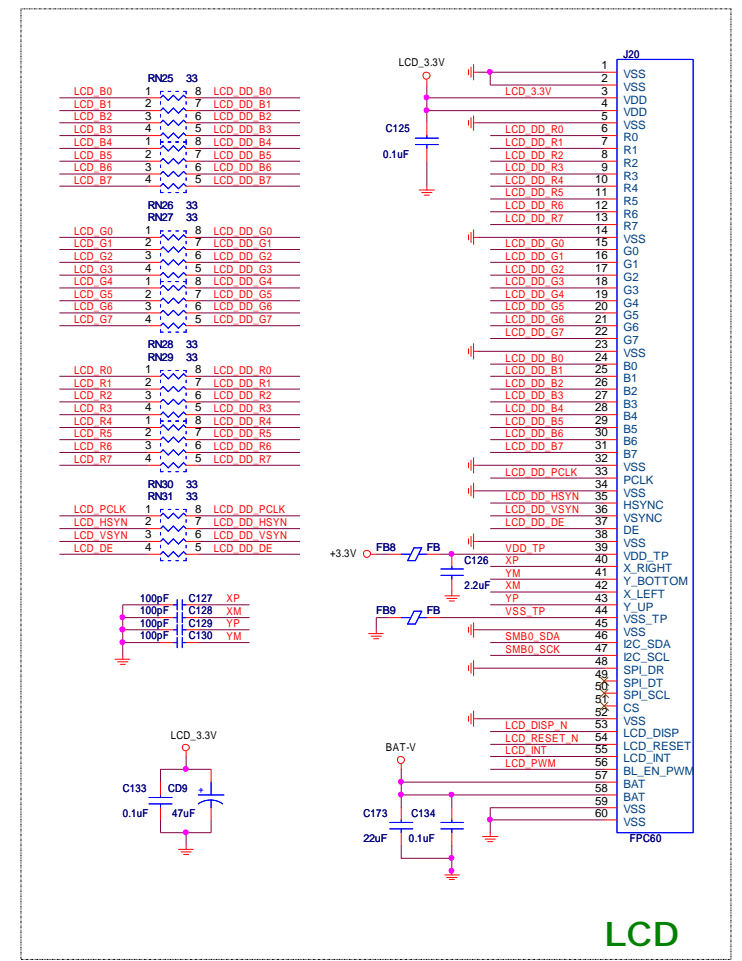 RN25 33
LCD_B0 1 8 LCD_DD_B0
LCD_B1 2 7 LCD_DD_B1
LCD_B2 3 6 LCD_DD_B2
LCD_B3 4 5 LCD_DD_B3
LCD_B4 1 8 LCD_DD_B4
LCD_B5 2 7 LCD_DD_B5
LCD_B6 3 6 LCD_DD_B6
LCD_B7 4 5 LCD_DD_B7
RN26 33
RN27 33
LCD_G0 1 8 LCD_DD_G0
LCD_G1 2 7 LCD_DD_G1
LCD_G2 3 6 LCD_DD_G2
LCD_G3 4 5 LCD_DD_G3
LCD_G4 1 8 LCD_DD_G4
LCD_G5 2 7 LCD_DD_G5
LCD_G6 3 6 LCD_DD_G6
LCD_G7 4 5 LCD_DD_G7
RN28 33
RN29 33
LCD_R0 1 8 LCD_DD_R0
LCD_R1 2 7 LCD_DD_R1
LCD_R2 3 6 LCD_DD_R2
LCD_R3 4 5 LCD_DD_R3
LCD_R4 1 8 LCD_DD_R4
LCD_R5 2 7 LCD_DD_R5
LCD_R6 3 6 LCD_DD_R6
LCD_R7 4 5 LCD_DD_R7
RN30 33
RN31 33
LCD_PCLK 1 8 LCD_DD_PCLK
LCD_HSYN 2 7 LCD_DD_HSYN
LCD_VSYN 3 6 LCD_DD_VSYN
LCD_DE 4 5 LCD_DD_DE
100pF C127 XP
100pF C128 XM
100pF C129 YP
100pF C130 YM
LCD_3.3V
C133 CD9
+
0.1uF 47uF
LCD_3.3V
C125
0.1uF
+3.3V FB8 FB
C126
2.2uF
FB9 FB
BAT-V
C173 C134
22uF 0.1uF
J20
1 VSS
2 VSS
LCD_3.3V 3 VDD
4 VDD
5 VSS
LCD_DD_R0 6 R0
LCD_DD_R1 7 R1
LCD_DD_R2 8 R2
LCD_DD_R3 9 R3
LCD_DD_R4 10 R4
LCD_DD_R5 11 R5
LCD_DD_R6 12 R6
LCD_DD_R7 13 R7
14 VSS
LCD_DD_G0 15 G0
LCD_DD_G1 16 G1
LCD_DD_G2 17 G2
LCD_DD_G3 18 G3
LCD_DD_G4 19 G4
LCD_DD_G5 20 G5
LCD_DD_G6 21 G6
LCD_DD_G7 22 G7
23 VSS
LCD_DD_B0 24 B0
LCD_DD_B1 25 B1
LCD_DD_B2 26 B2
LCD_DD_B3 27 B3
LCD_DD_B4 28 B4
LCD_DD_B5 29 B5
LCD_DD_B6 30 B6
LCD_DD_B7 31 B7
32 VSS
LCD_DD_PCLK 33 PCLK
34 VSS
LCD_DD_HSYN 35 HSYNC
LCD_DD_VSYN 36 VSYNC
LCD_DD_DE 37 DE
38 VSS
VDD_TP 39 VDD_TP
XP 40 X_RIGHT
YM 41 Y_BOTTOM
XM 42 X_LEFT
YP 43 Y_UP
VSS_TP 44 VSS_TP
45 VSS
SMB0_SDA 46 I2C_SDA
SMB0_SCK 47 I2C_SCL
48 SPI_DR
49 SPI_DT
50 SPI_SCL
51 CS
52 VSS
LCD_DISP_N 53 LCD_DISP
LCD_RESET_N 54 LCD_RESET
LCD_INT 55 LCD_INT
LCD_PWM 56 BL_EN_PWM
57 BAT
58 BAT
59 VSS
60 VSS
FPC60
LCD